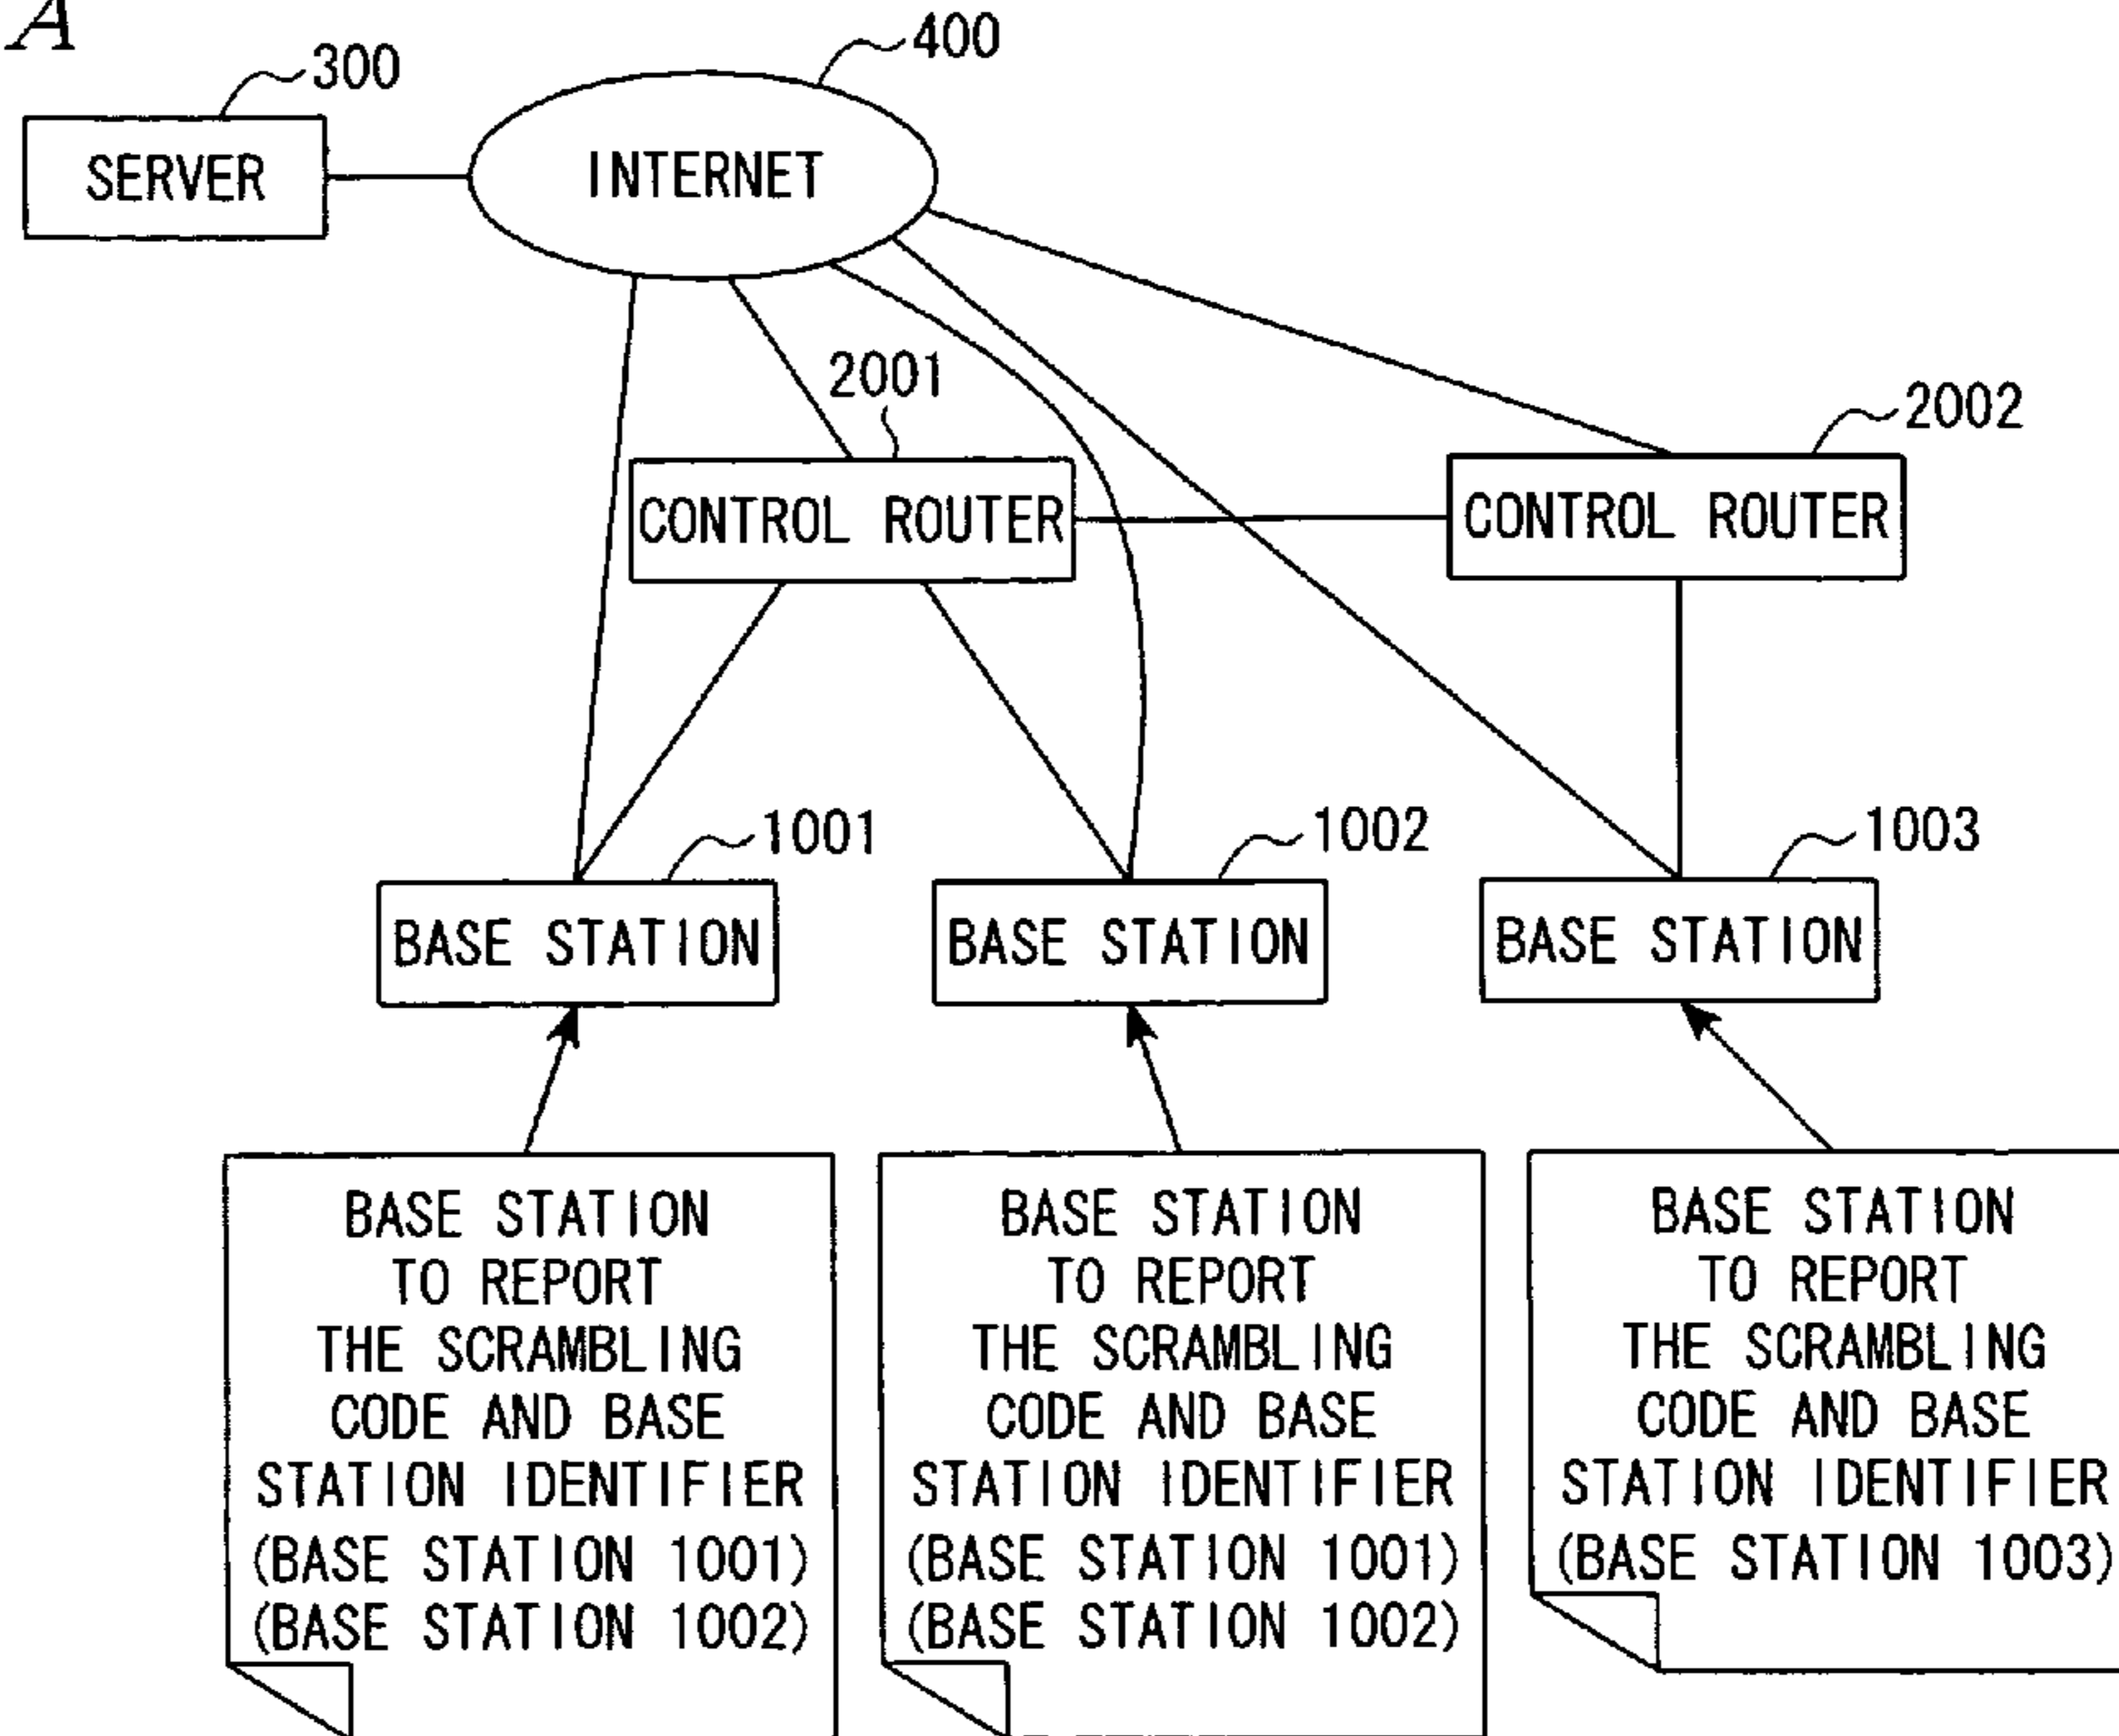 A
400
300
SERVER
INTERNET
2001
2002
CONTROL ROUTER
CONTROL ROUTER
1001
1002
1003
BASE STATION
BASE STATION
BASE STATION
BASE STATION
TO REPORT
THE SCRAMBLING
CODE AND BASE
STATION IDENTIFIER
(BASE STATION 1001)
(BASE STATION 1002)
BASE STATION
TO REPORT
THE SCRAMBLING
CODE AND BASE
STATION IDENTIFIER
(BASE STATION 1001)
(BASE STATION 1002)
BASE STATION
TO REPORT
THE SCRAMBLING
CODE AND BASE
STATION IDENTIFIER
(BASE STATION 1003)